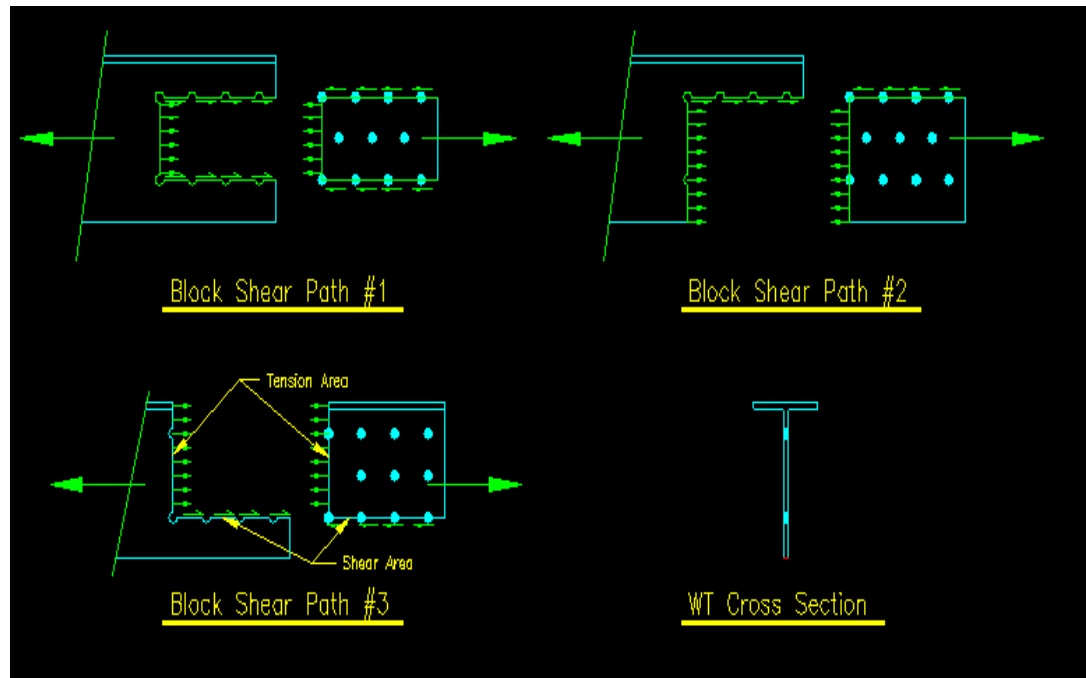 Block Shear Path #1
Block Shear Path #2
Tension Area
Shear Area
Block Shear Path #3
WT Cross Section